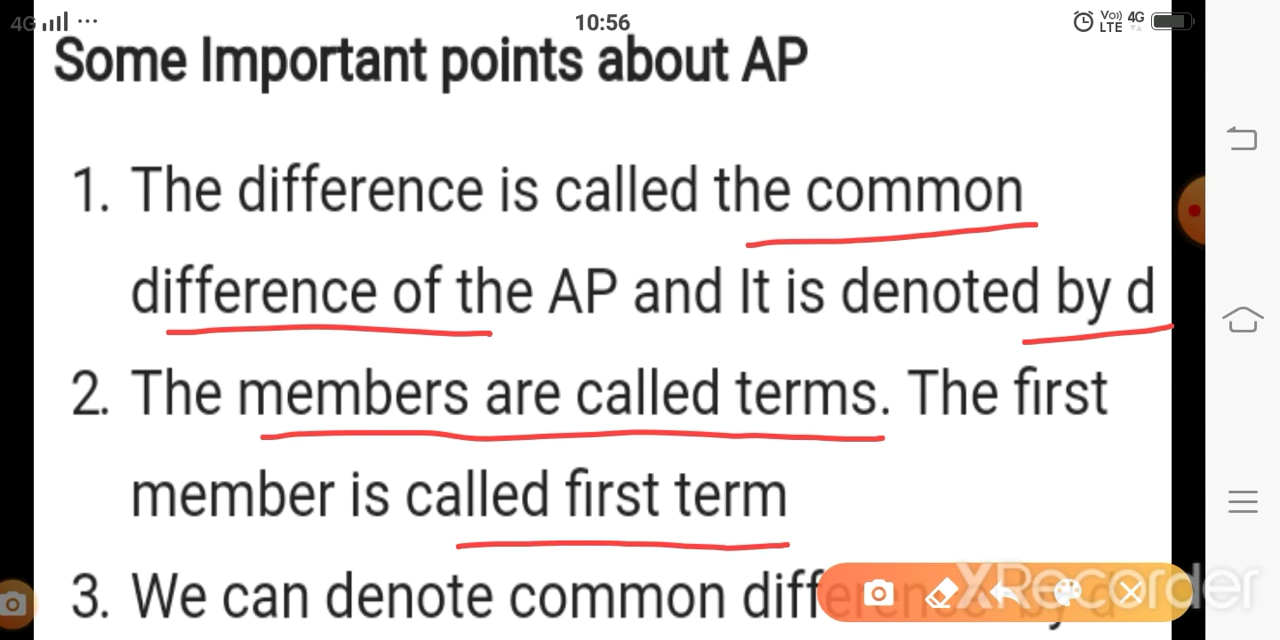 4G ... 10:56 Vo)) LTE 4G
Some Important points about AP
1. The difference is called the common
difference of the AP and It is denoted by d
2. The members are called terms. The first
member is called first term
3. We can denote common difference by d
XRecorder